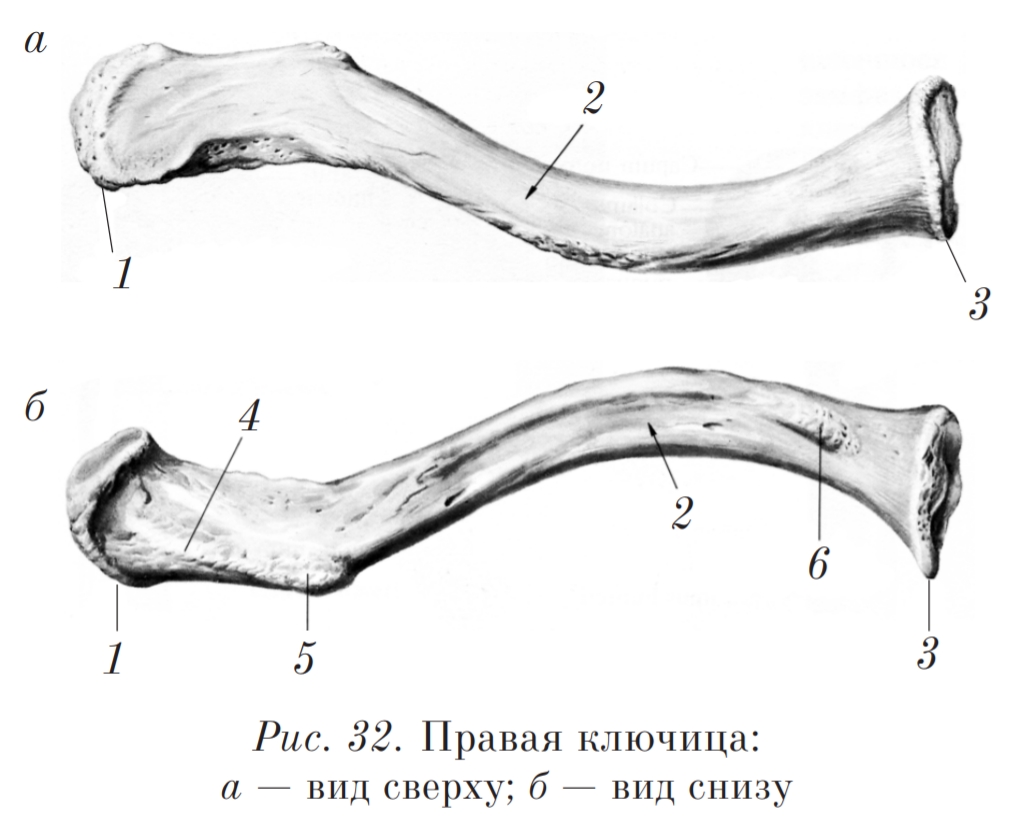 а
2
1
3
б
4
2
6
1
5
3
Рис. 32. Правая ключица:
а — вид сверху; б — вид снизу